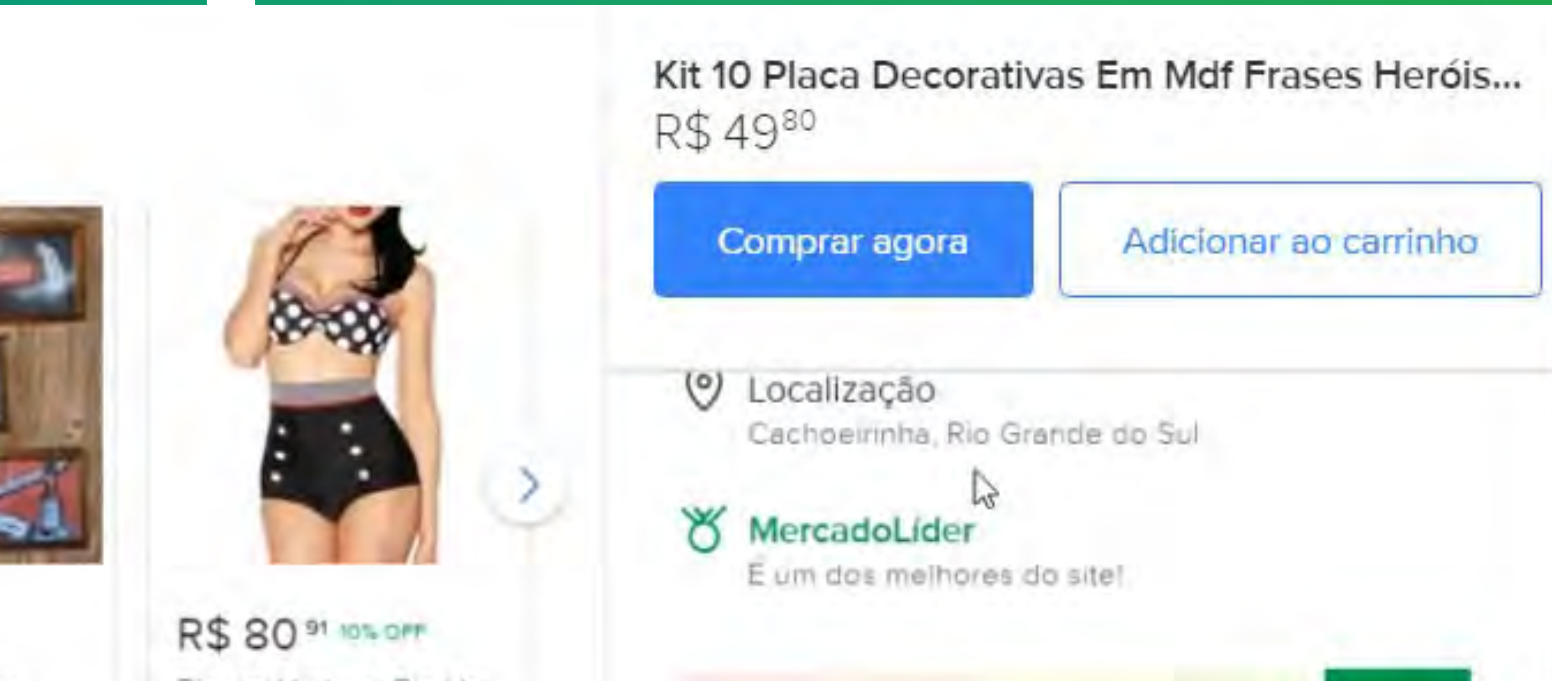 Kit 10 Placa Decorativas Em Mdf Frases Heróis...
R$ 49 80
Comprar agora
Adicionar ao carrinho
Localização
Cachoeirinha, Rio Grande do Sul
MercadoLíder
É um dos melhores do site!
R$ 80 91 10% OFF